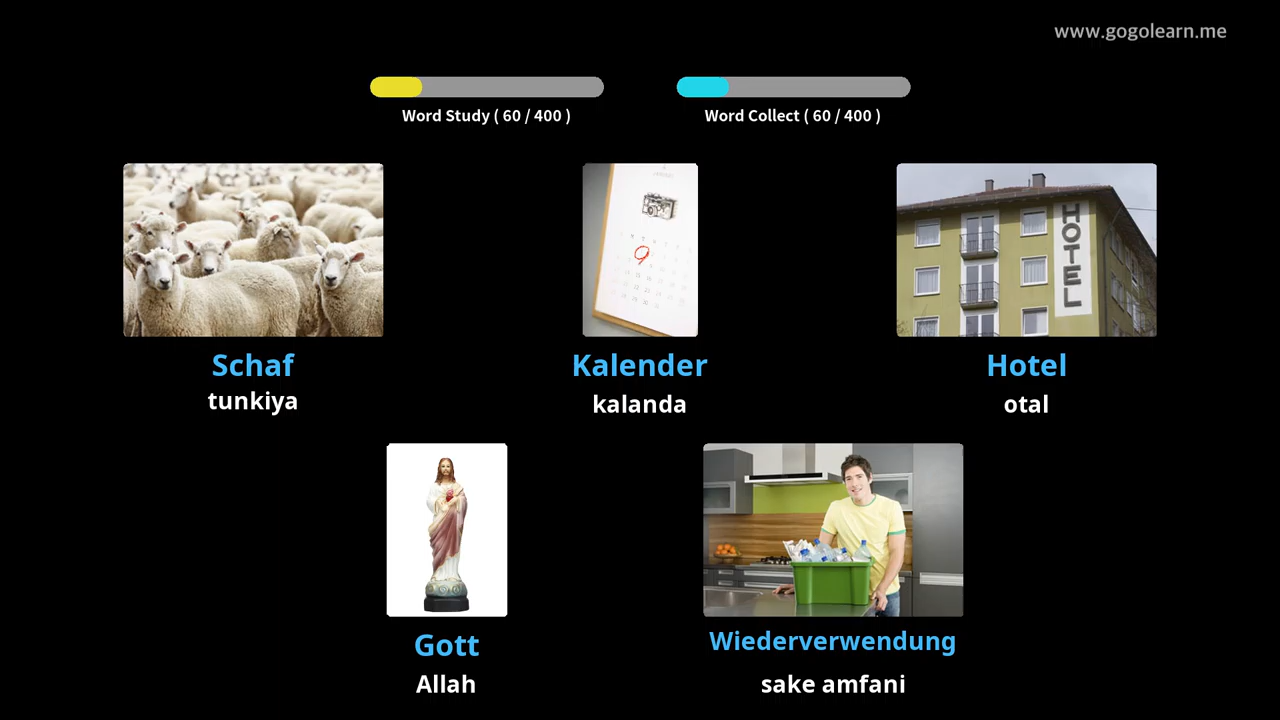 www.gogolearn.me
Word Study ( 60 / 400 )
Word Collect ( 60 / 400 )
HOTEL
9
Schaf
tunkiya
Kalender
kalanda
Hotel
otal
Gott
Allah
Wiederverwendung
sake amfani